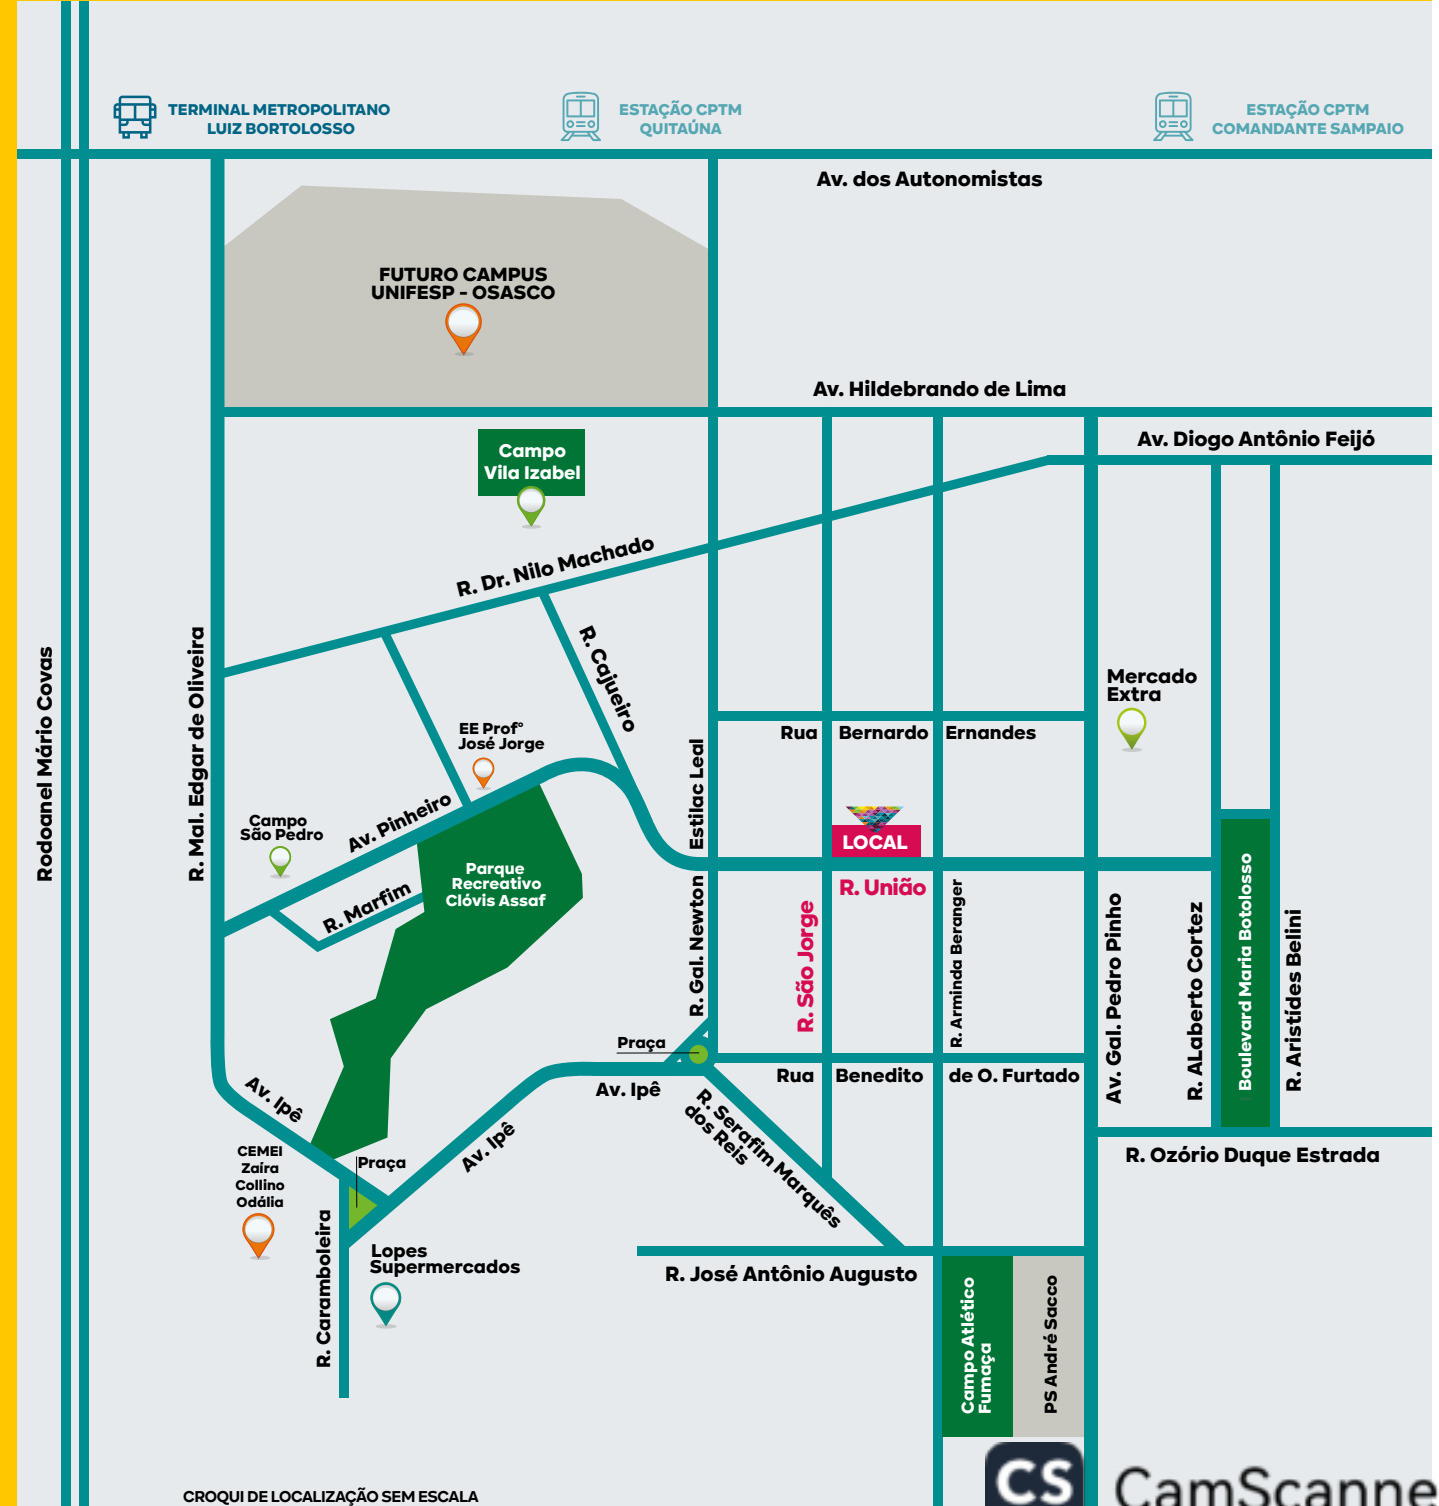 TERMINAL METROPOLITANO
LUIZ BORTOLOSSO
ESTAÇÃO CPTM
QUITAÚNA
ESTAÇÃO CPTM
COMANDANTE SAMPAIO
Av. dos Autonomistas
FUTURO CAMPUS
UNIFESP - OSASCO
Av. Hildebrando de Lima
Av. Diogo Antônio Feijó
Campo
Vila Izabel
R. Dr. Nilo Machado
R. Cajueiro
Rodoanel Mário Covas
R. Mal. Edgar de Oliveira
Mercado
Extra
EE Profº
José Jorge
Rua Bernardo Ernandes
Estilac Leal
Campo
São Pedro
Av. Pinheiro
LOCAL
Parque
Recreativo
Clóvis Assaf
R. Marfim
R. União
R. Gal. Newton
R. São Jorge
R. Arminda Beranger
Av. Gal. Pedro Pinho
R. ALaberto Cortez
Boulevard Maria Botolosso
R. Aristídes Belini
Praça
Rua Benedito de O. Furtado
Av. Ipê
Av. Ipê
Av. Ipê
R. Serafim Marquês
dos Reis
R. Ozório Duque Estrada
CEMEI
Zaíra
Collino
Odália
Praça
R. Caramboleira
Lopes
Supermercados
R. José Antônio Augusto
Campo Atlético
Fumaça
PS André Sacco
CROQUI DE LOCALIZAÇÃO SEM ESCALA
CS CamScanne